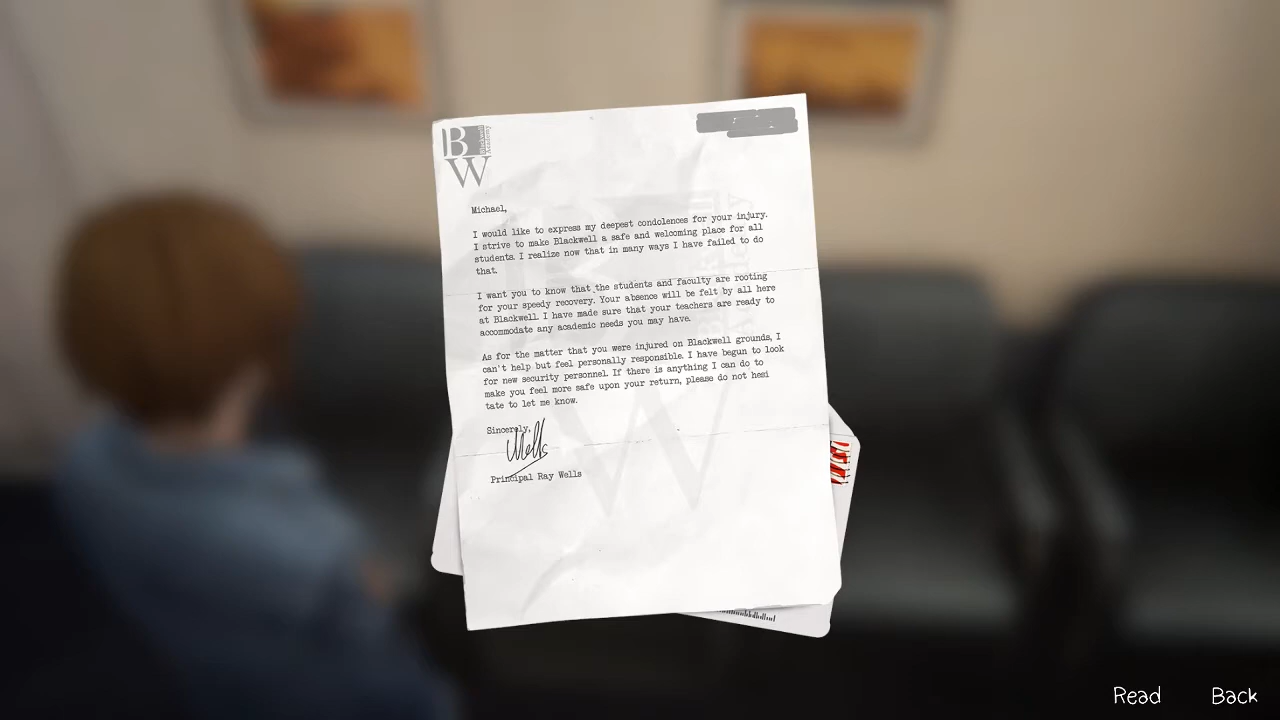 BW
Blackwell
Academy
Michael,
I would like to express my deepest condolences for your injury.
I strive to make Blackwell a safe and welcoming place for all
students. I realize now that in many ways I have failed to do
that.
I want you to know that the students and faculty are rooting
for your speedy recovery. Your absence will be felt by all here
at Blackwell. I have made sure that your teachers are ready to
accommodate any academic needs you may have.
As for the matter that you were injured on Blackwell grounds, I
can't help but feel personally responsible. I have begun to look
for new security personnel. If there is anything I can do to
make you feel more safe upon your return, please do not hesi
tate to let me know.
Sincerely,
Wells
Principal Ray Wells
Read
Back